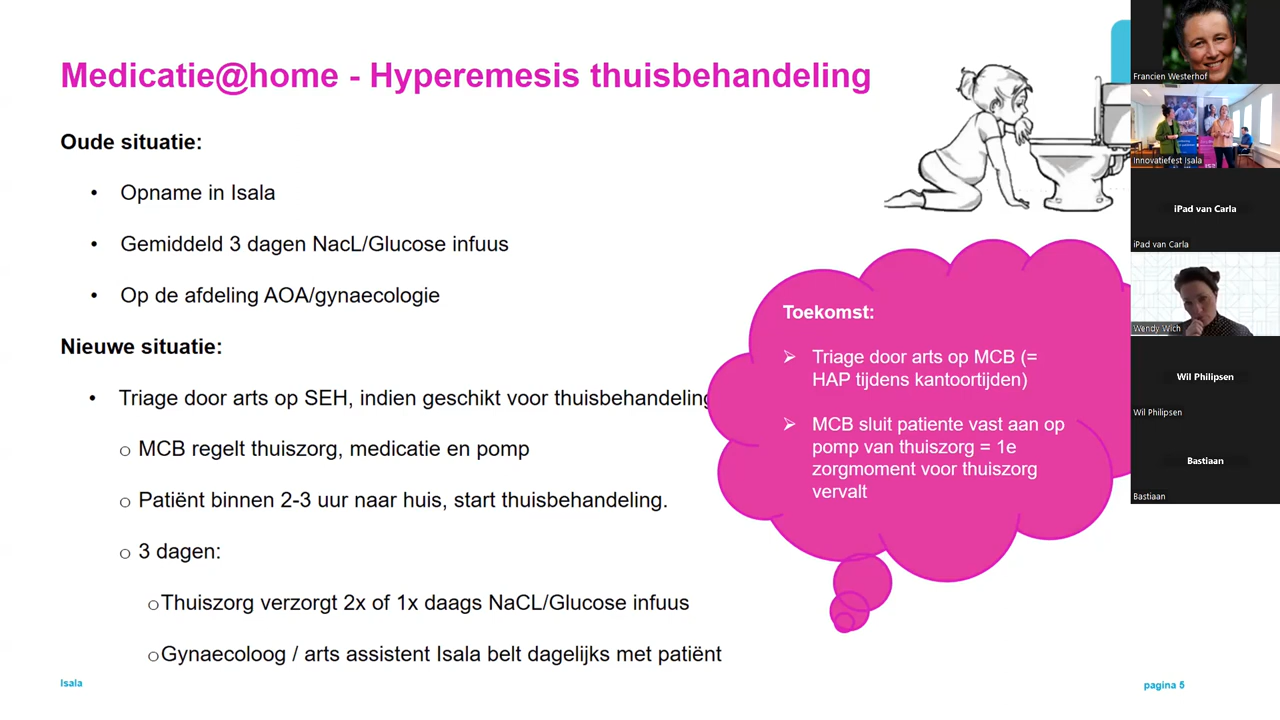 Medicatie@home - Hyperemesis thuisbehandeling
Oude situatie:
• Opname in Isala
• Gemiddeld 3 dagen NacL/Glucose infuus
• Op de afdeling AOA/gynaecologie
Nieuwe situatie:
• Triage door arts op SEH, indien geschikt voor thuisbehandeling
o MCB regelt thuiszorg, medicatie en pomp
o Patiënt binnen 2-3 uur naar huis, start thuisbehandeling.
o 3 dagen:
o Thuiszorg verzorgt 2x of 1x daags NaCL/Glucose infuus
o Gynaecoloog / arts assistent Isala belt dagelijks met patiënt
Toekomst:
➢ Triage door arts op MCB (=
HAP tijdens kantoortijden)
➢ MCB sluit patiente vast aan op
pomp van thuiszorg = 1e
zorgmoment voor thuiszorg
vervalt
Isala
pagina 5
Francien Westerhof
Innovatiefest Isala
iPad van Carla
iPad van Carla
Wendy Wich
Wil Philipsen
Wil Philipsen
Bastiaan
Bastiaan